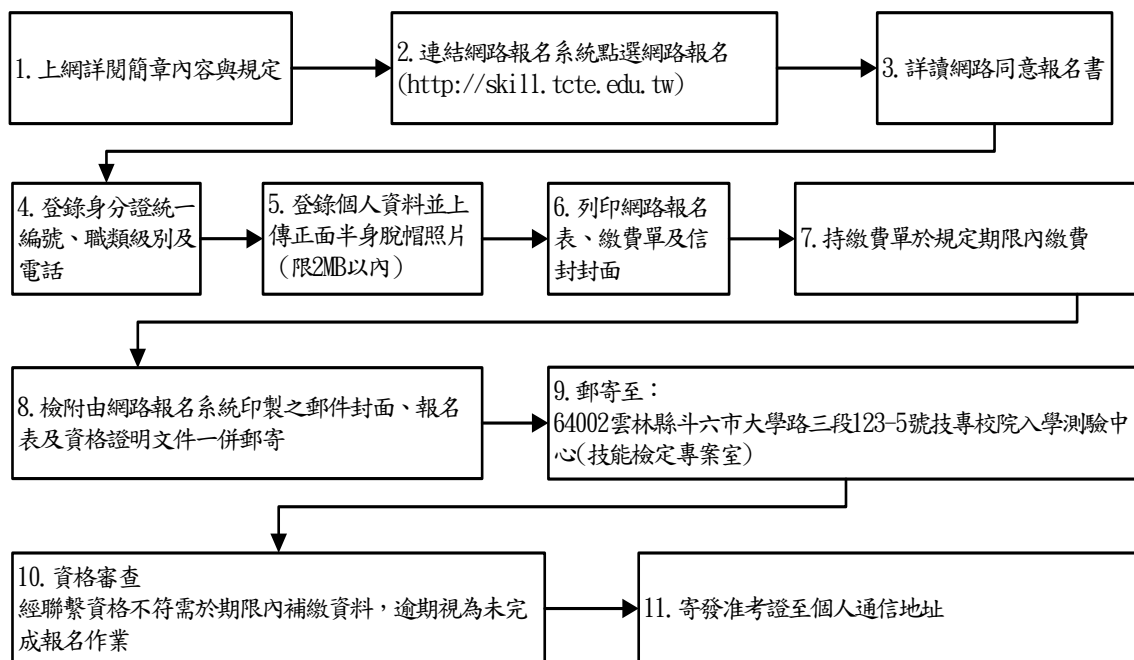 1. 上網詳閱簡章內容與規定
2. 連結網路報名系統點選網路報名
(http://skill.tcte.edu.tw)
3. 詳讀網路同意報名書
4. 登錄身分證統一
編號、職類級別及
電話
5. 登錄個人資料並上
傳正面半身脫帽照片
（限2MB以內）
6. 列印網路報名
表、繳費單及信
封封面
7. 持繳費單於規定期限內繳費
8. 檢附由網路報名系統印製之郵件封面、報名
表及資格證明文件一併郵寄
9. 郵寄至：
64002雲林縣斗六市大學路三段123-5號技專校院入學測驗中
心(技能檢定專案室)
10. 資格審查
經聯繫資格不符需於期限內補繳資料，逾期視為未完
成報名作業
11. 寄發准考證至個人通信地址